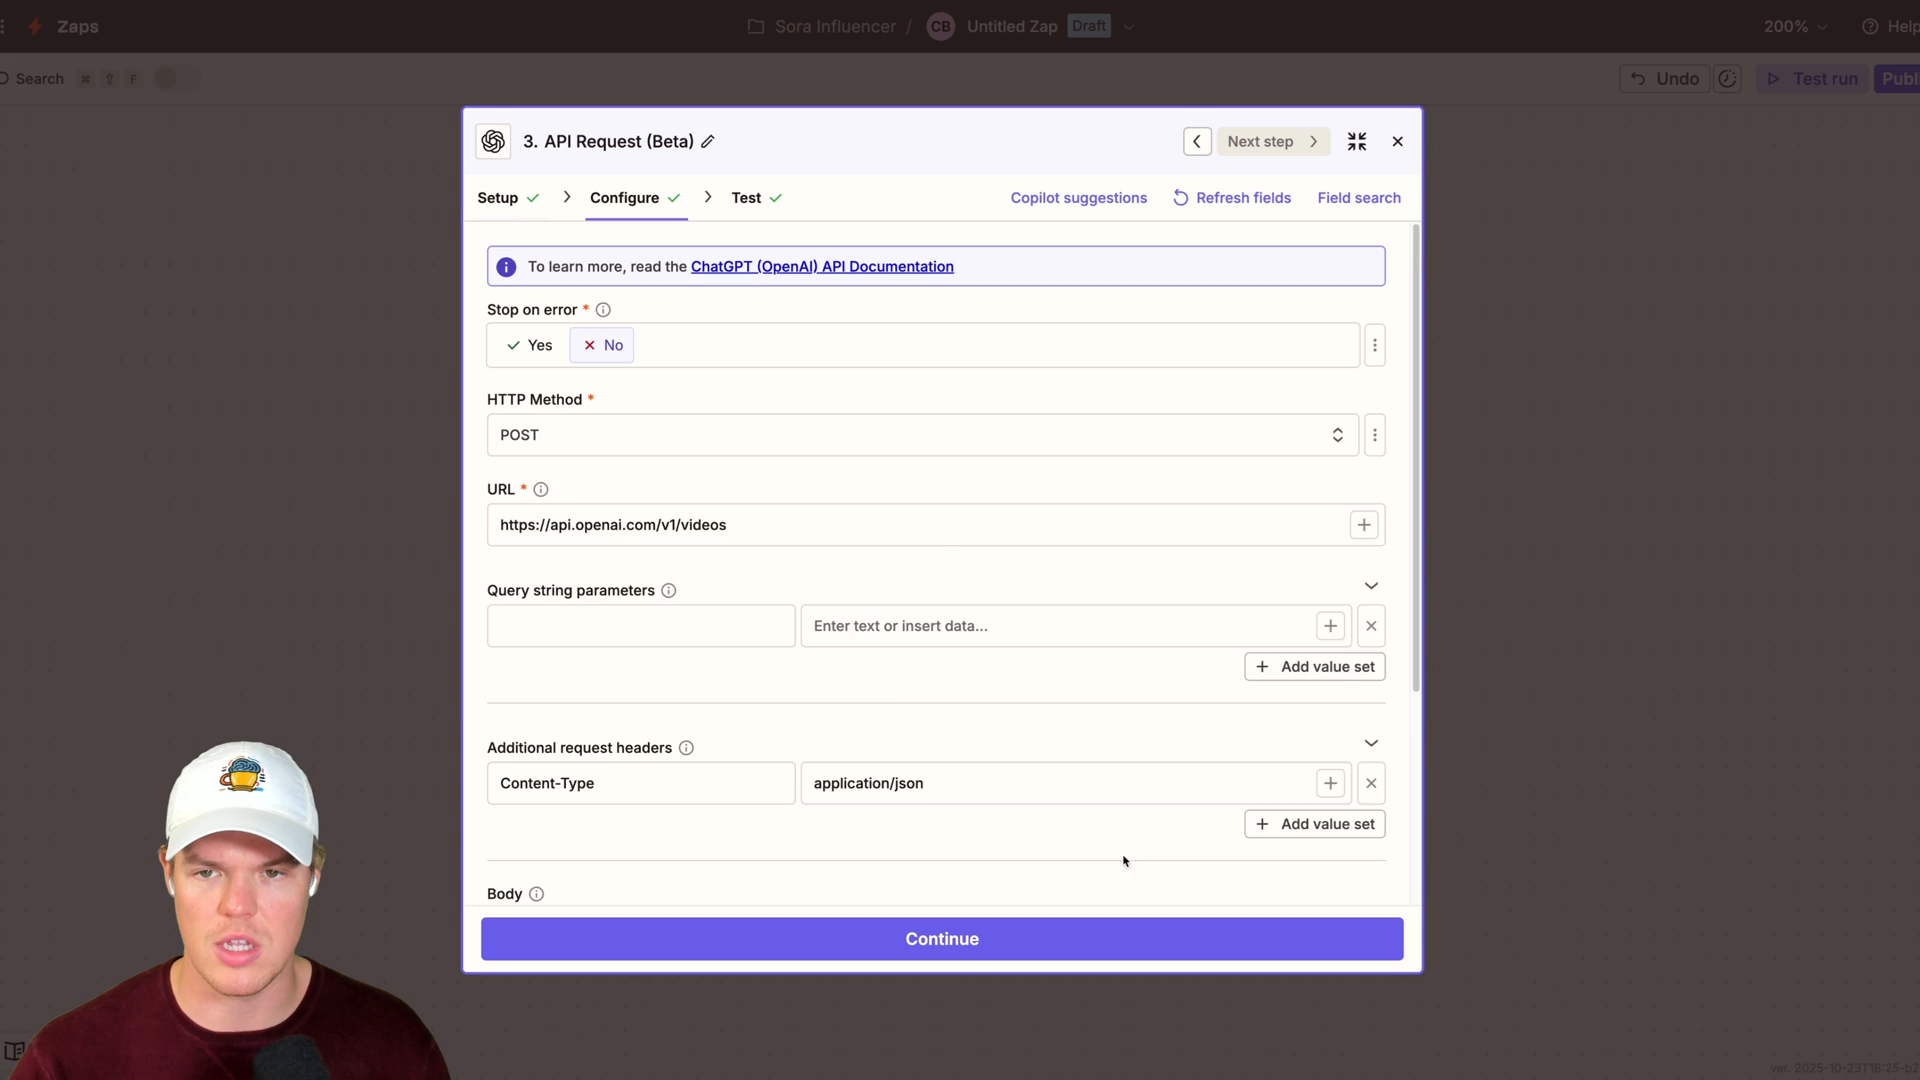 Zaps
Sora Influencer / CB Untitled Zap Draft
200% Help
Search ⌘ ⇧ F
Undo Test run Publ
3. API Request (Beta)
Next step
Setup Configure Test
Copilot suggestions Refresh fields Field search
To learn more, read the ChatGPT (OpenAI) API Documentation
Stop on error *
Yes No
HTTP Method *
POST
URL *
https://api.openai.com/v1/videos
Query string parameters
Enter text or insert data...
Add value set
Additional request headers
Content-Type application/json
Add value set
Body
Continue